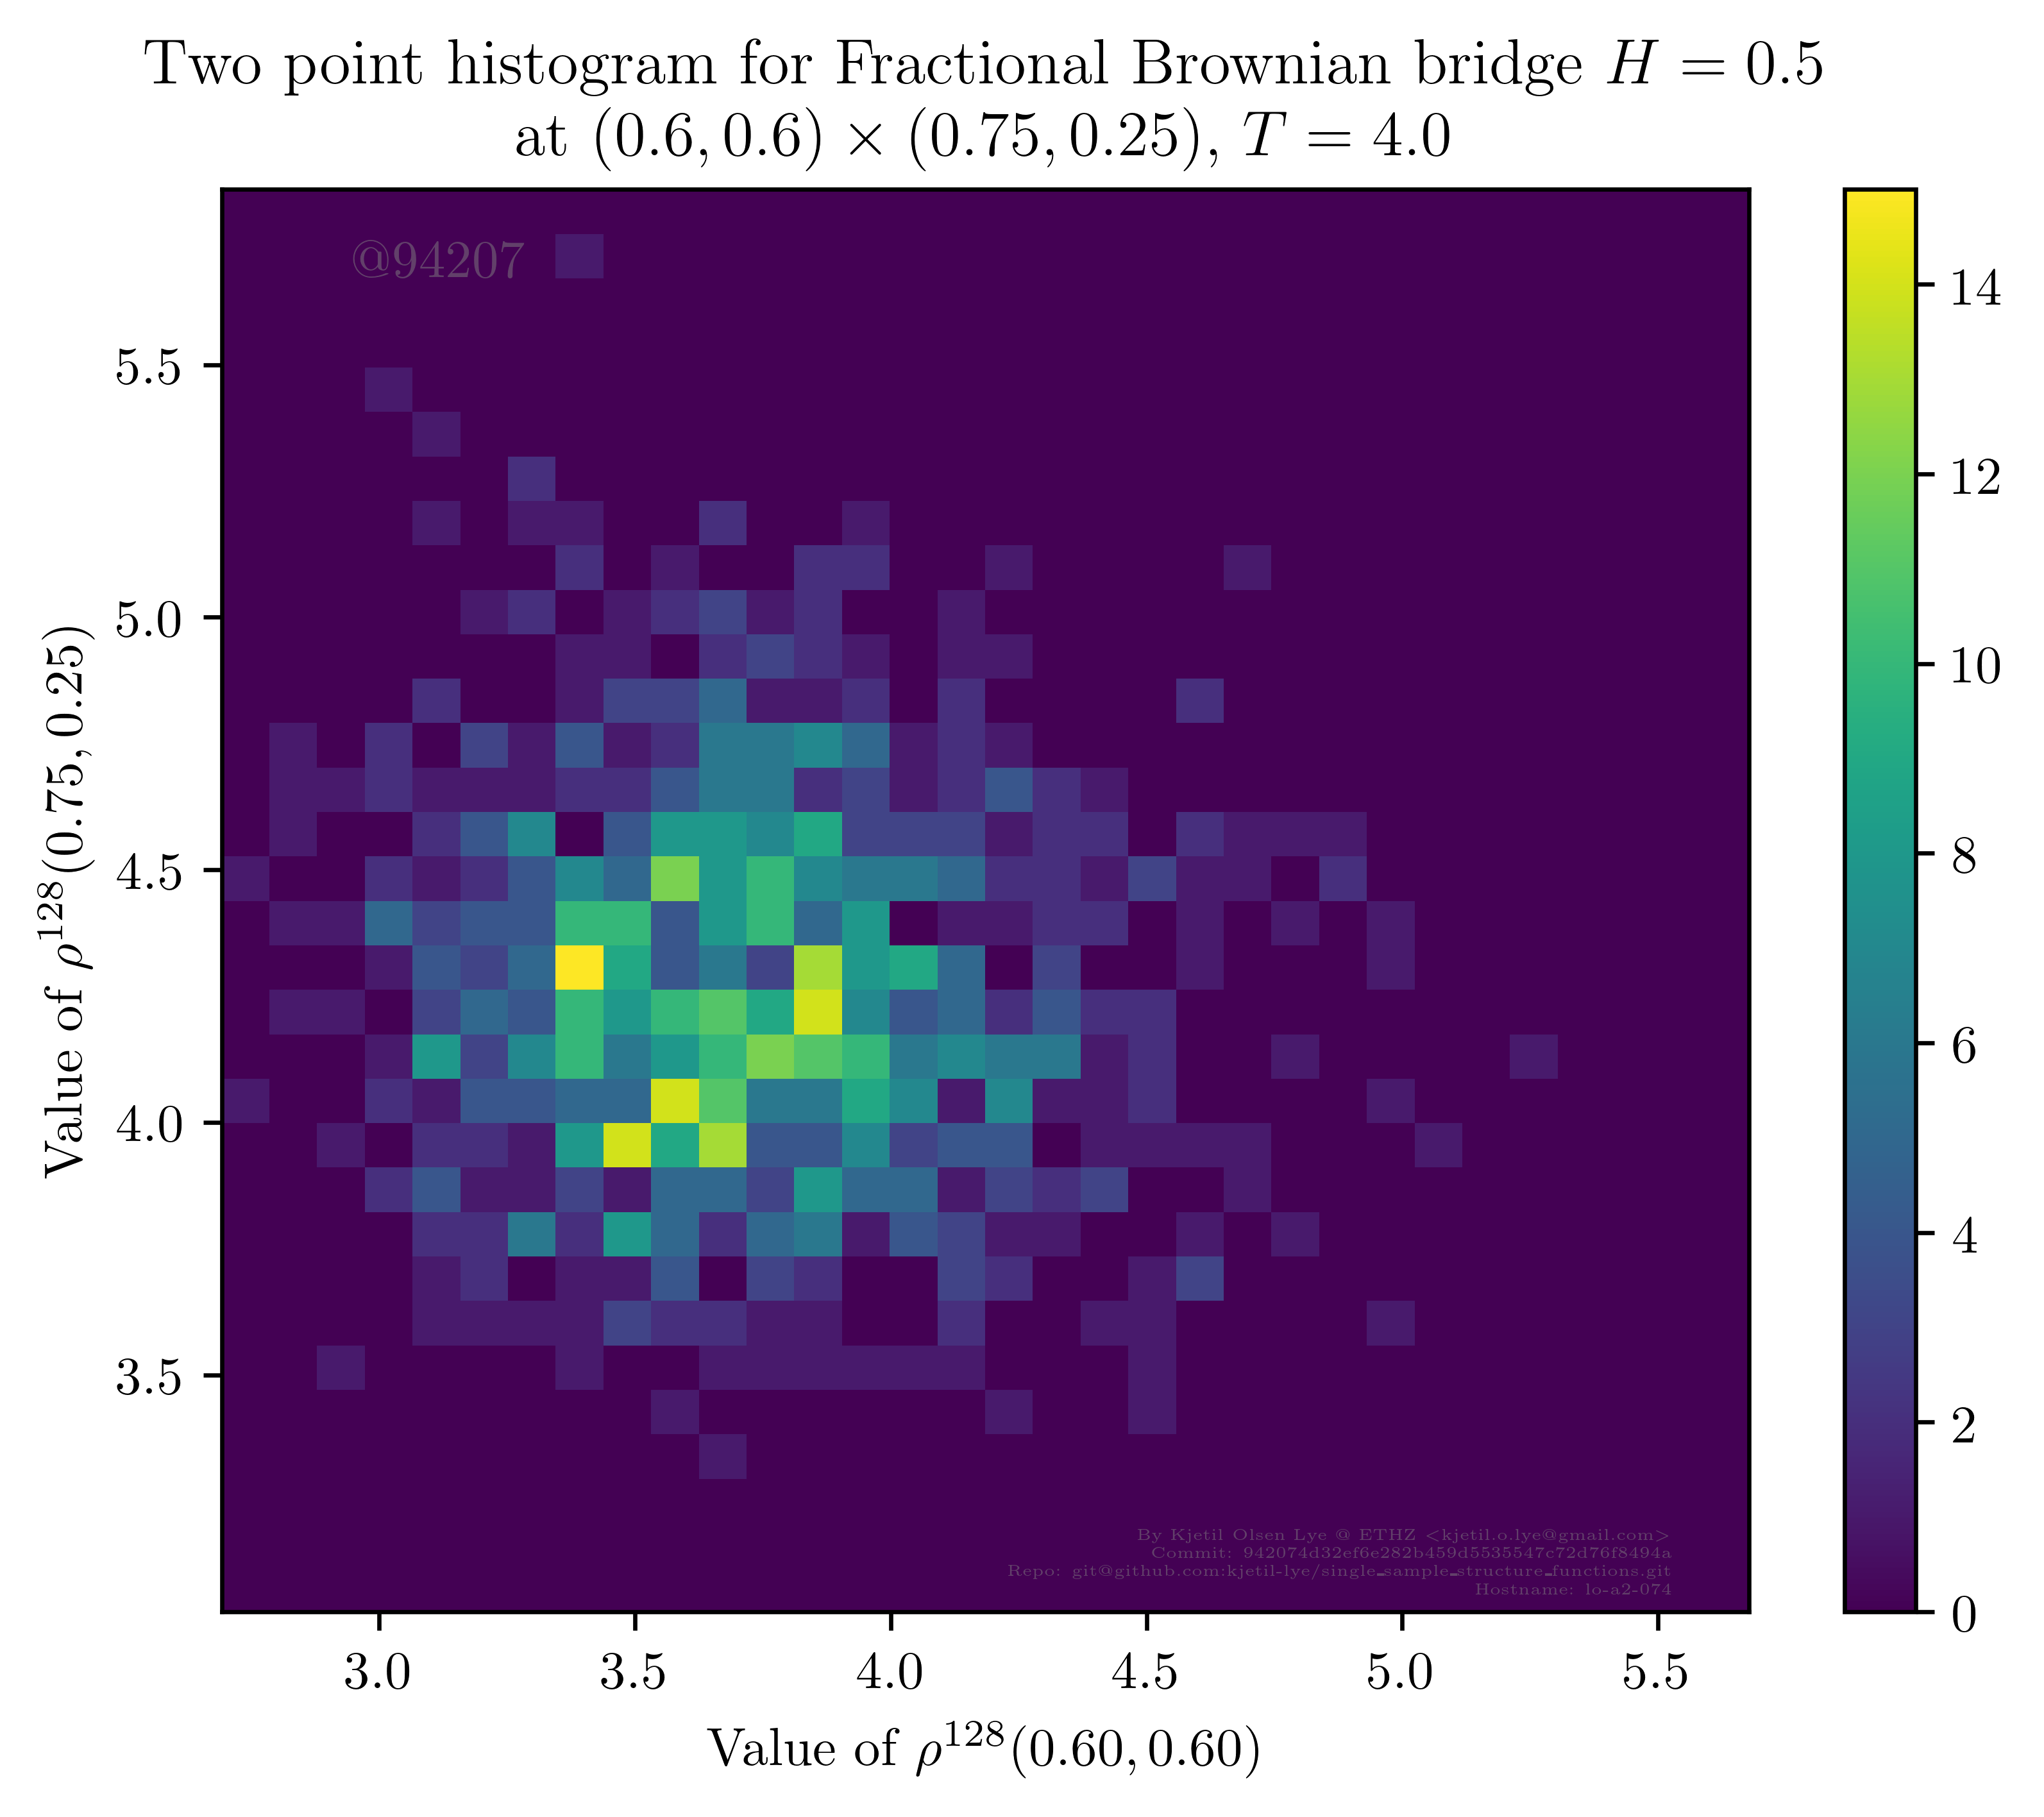 Two point histogram for Fractional Brownian bridge H = 0.5
at (0.6, 0.6) × (0.75, 0.25), T = 4.0
@94207
5.5
5.0
4.5
4.0
3.5
Value of ρ¹²⁸(0.75, 0.25)
3.0 3.5 4.0 4.5 5.0 5.5
Value of ρ¹²⁸(0.60, 0.60)
14
12
10
8
6
4
2
0
By Kjetil Olsen Lye @ ETHZ <kjetil.o.lye@gmail.com>
Commit: 942074d32ef6e282b459d5535547c72d76f8494a
Repo: git@github.com:kjetil-lye/single_sample_structure_functions.git
Hostname: lo-a2-074